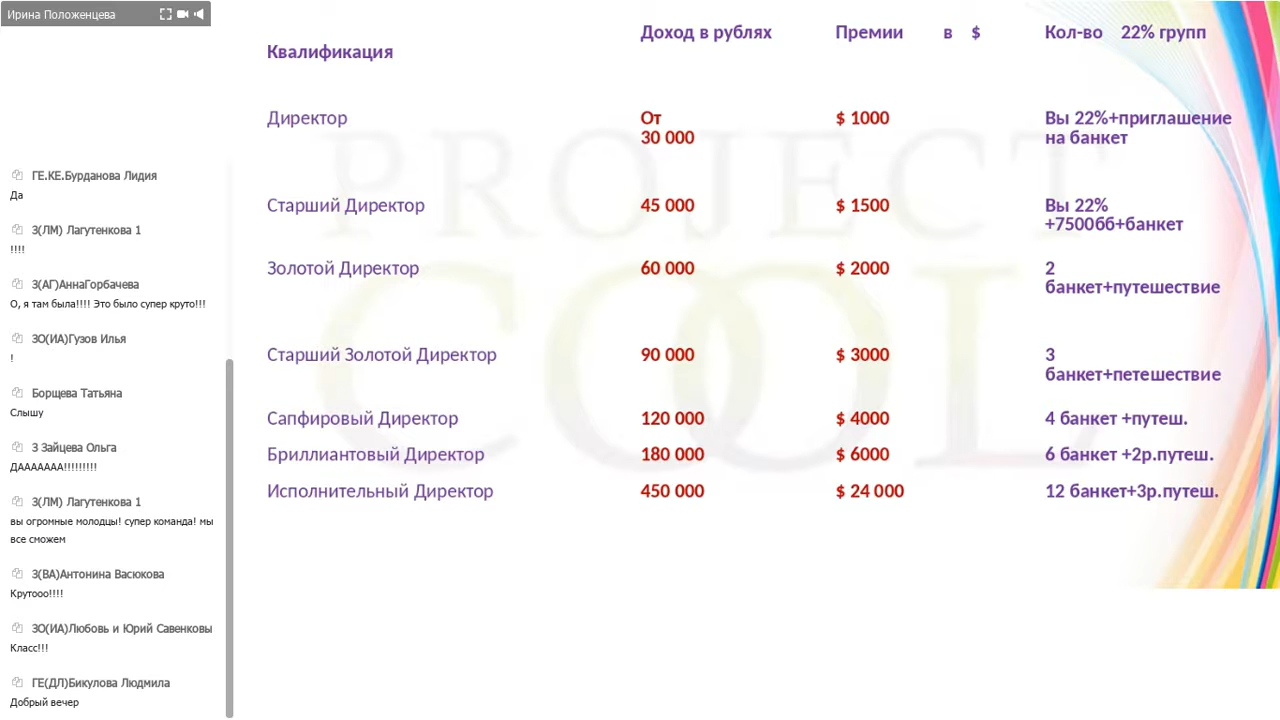 Ирина Положенцева
ГЕ.КЕ.Бурданова Лидия
Да
З(ЛМ) Лагутенкова 1
!!!!
З(АГ)АннаГорбачева
О, я там была!!!! Это было супер круто!!!
ЗО(ИА)Гузов Илья
!
Борщева Татьяна
Слышу
З Зайцева Ольга
ДААААААА!!!!!!!!!
З(ЛМ) Лагутенкова 1
вы огромные молодцы! супер команда! мы
все сможем
З(ВА)Антонина Васюкова
Крутооо!!!!
ЗО(ИА)Любовь и Юрий Савенковы
Класс!!!
ГЕ(ДЛ)Бикулова Людмила
Добрый вечер
PROJECT
COOL
Квалификация Доход в рублях Премии в $ Кол-во 22% групп
Директор От $ 1000 Вы 22%+приглашение
30 000 на банкет
Старший Директор 45 000 $ 1500 Вы 22%
+7500бб+банкет
Золотой Директор 60 000 $ 2000 2
банкет+путешествие
Старший Золотой Директор 90 000 $ 3000 3
банкет+петешествие
Сапфировый Директор 120 000 $ 4000 4 банкет +путеш.
Бриллиантовый Директор 180 000 $ 6000 6 банкет +2р.путеш.
Исполнительный Директор 450 000 $ 24 000 12 банкет+3р.путеш.